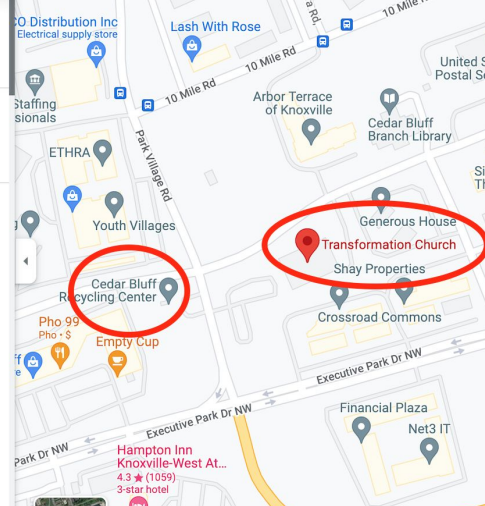 CO Distribution Inc
Electrical supply store
Lash With Rose
10 Mile
10 Mile Rd
10 Mile Rd
United S
Postal Se
Staffing
sionals
Arbor Terrace
of Knoxville
Cedar Bluff
Branch Library
ETHRA
Park Village Rd
Youth Villages
Generous House
Transformation Church
Shay Properties
Cedar Bluff
Recycling Center
Crossroad Commons
Pho 99
Pho • $
Empty Cup
Executive Park Dr NW
Executive Park Dr NW
Park Dr NW
Financial Plaza
Net3 IT
Hampton Inn
Knoxville-West At...
4.3 ★ (1059)
3-star hotel